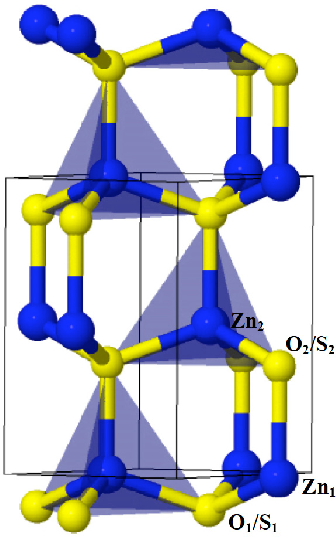 Zn₂
O₂/S₂
Zn₁
O₁/S₁